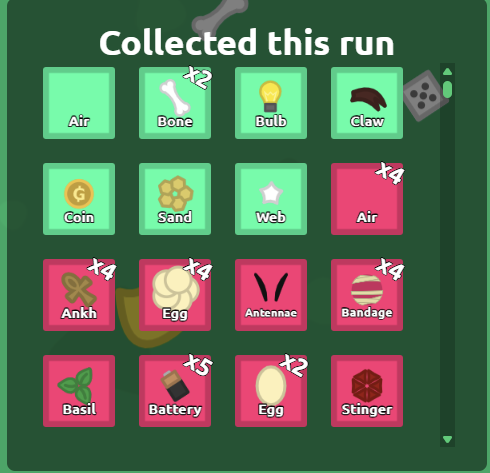 Collected this run
x2
Air
Bone
Bulb
Claw
x4
Coin
Sand
Web
Air
x4
x4
x4
Ankh
Egg
Antennae
Bandage
x5
x2
Basil
Battery
Egg
Stinger